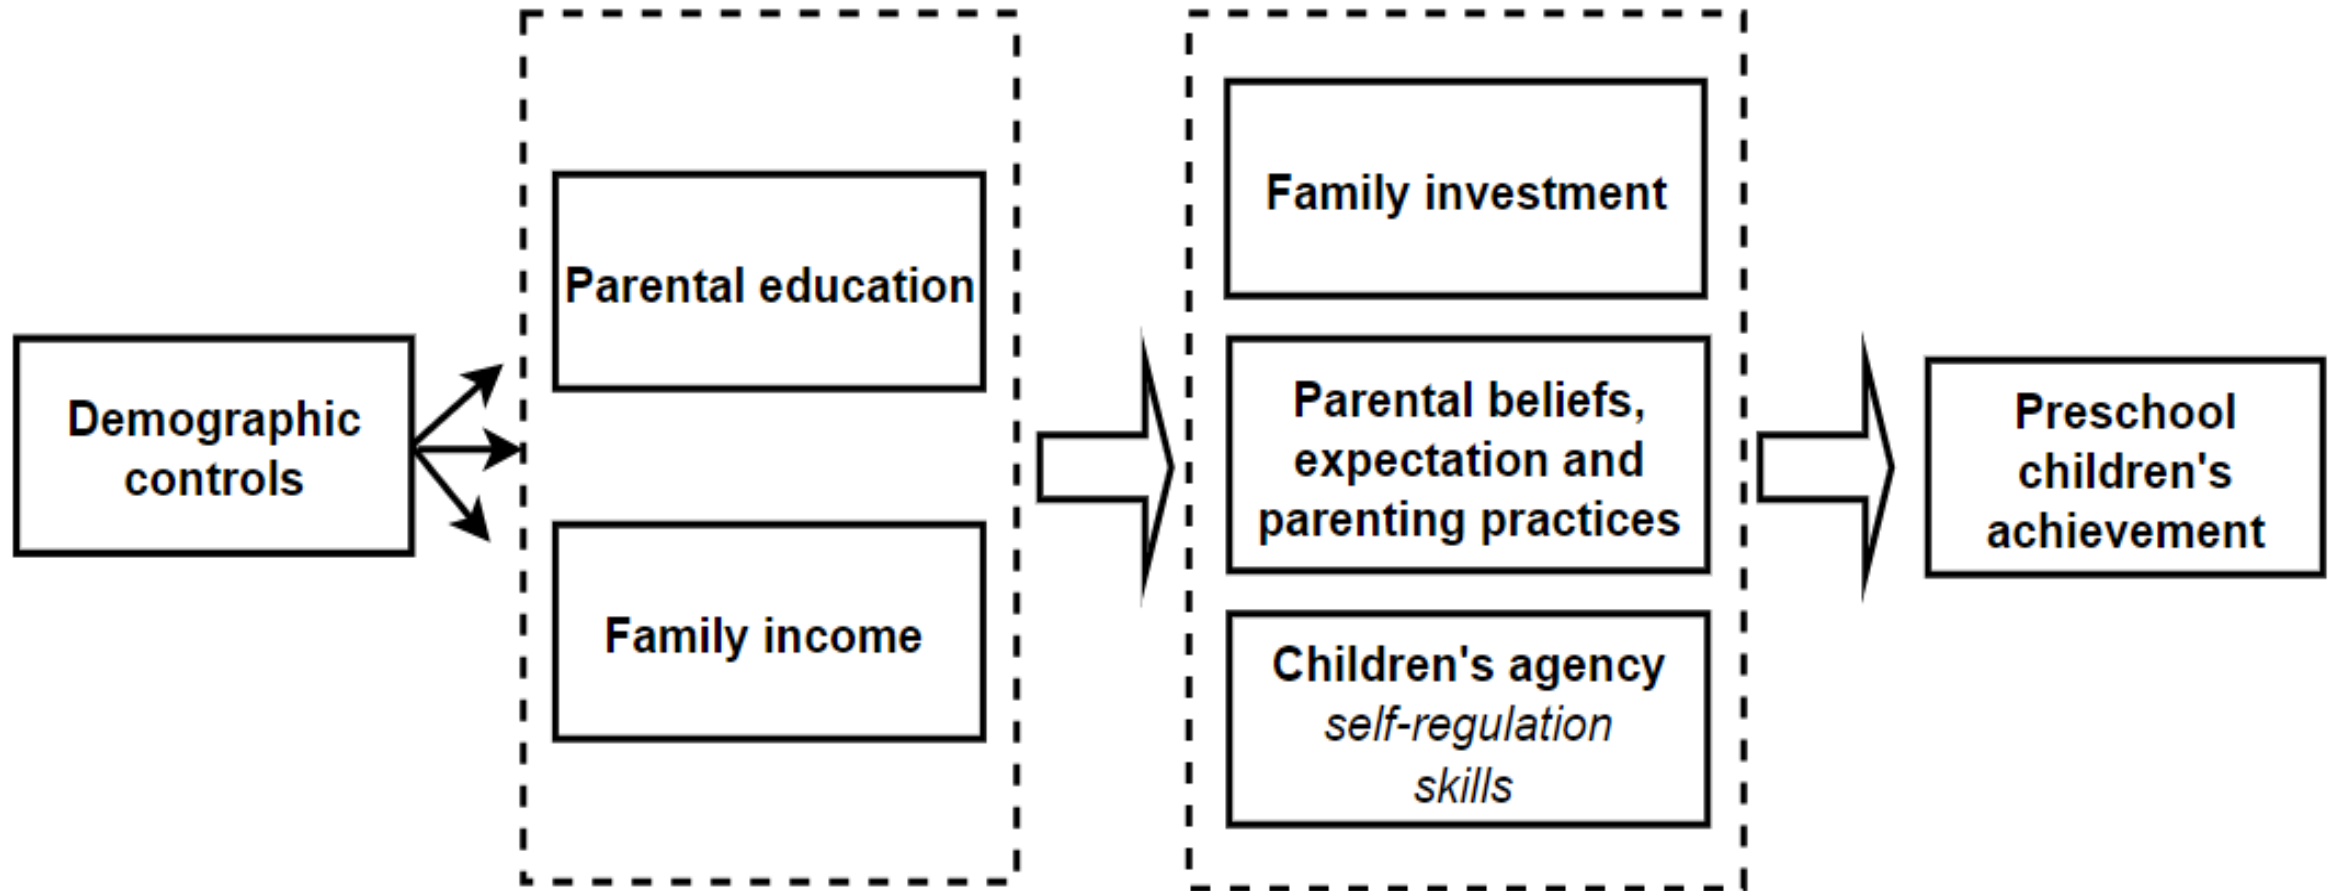 Demographic
controls
Parental education
Family income
Family investment
Parental beliefs,
expectation and
parenting practices
Children's agency
self-regulation
skills
Preschool
children's
achievement